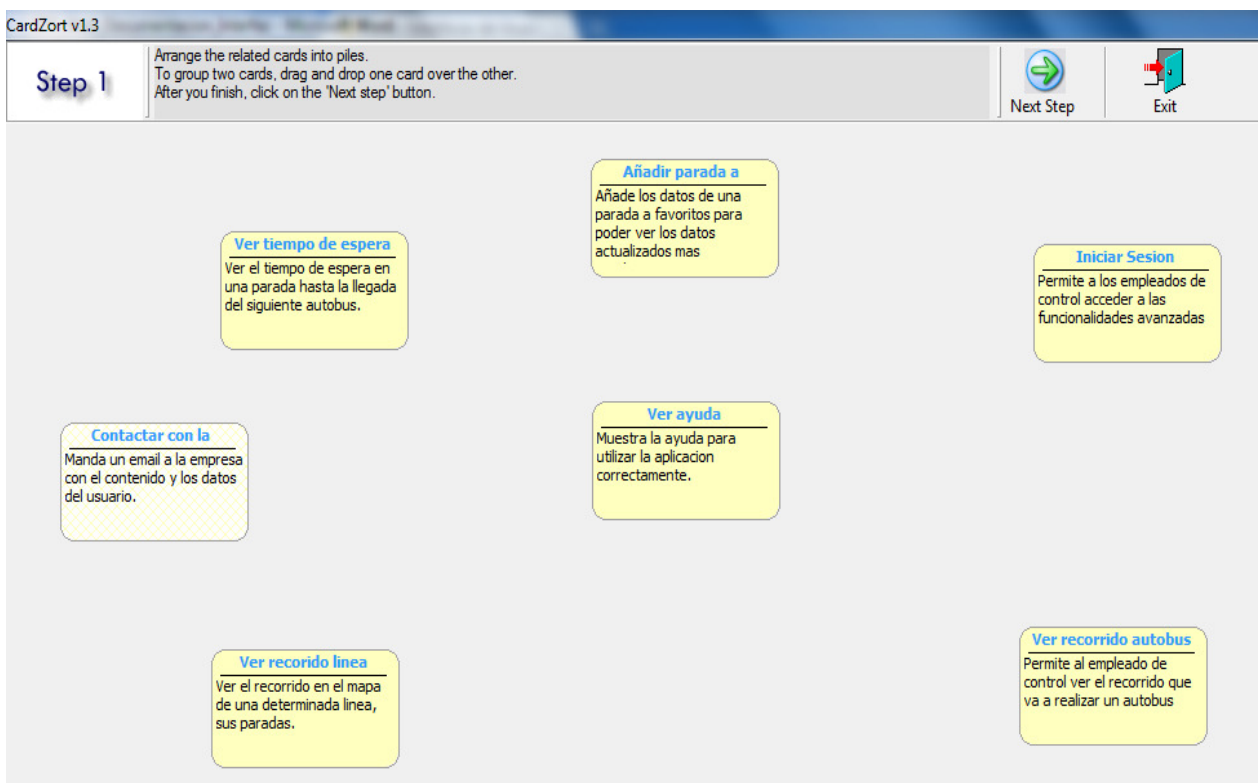 CardZort v1.3
Step 1
Arrange the related cards into piles.
To group two cards, drag and drop one card over the other.
After you finish, click on the 'Next step' button.
Next Step
Exit
Añadir parada a
Añade los datos de una
parada a favoritos para
poder ver los datos
actualizados mas
Ver tiempo de espera
Ver el tiempo de espera en
una parada hasta la llegada
del siguiente autobus.
Iniciar Sesion
Permite a los empleados de
control acceder a las
funcionalidades avanzadas
Contactar con la
Manda un email a la empresa
con el contenido y los datos
del usuario.
Ver ayuda
Muestra la ayuda para
utilizar la aplicacion
correctamente.
Ver recorido linea
Ver el recorrido en el mapa
de una determinada linea,
sus paradas.
Ver recorrido autobus
Permite al empleado de
control ver el recorrido que
va a realizar un autobus